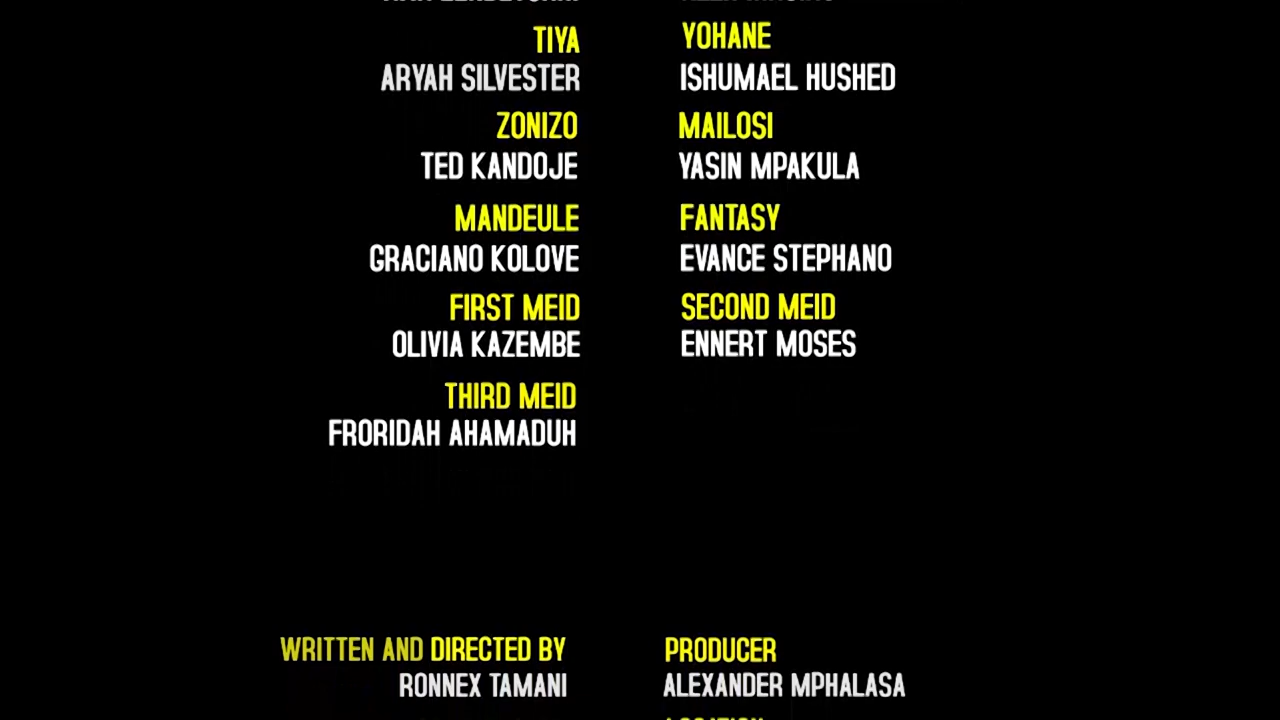 TIYA
ARYAH SILVESTER
YOHANE
ISHUMAEL HUSHED
ZONIZO
TED KANDOJE
MAILOSI
YASIN MPAKULA
MANDEULE
GRACIANO KOLOVE
FANTASY
EVANCE STEPHANO
FIRST MEID
OLIVIA KAZEMBE
SECOND MEID
ENNERT MOSES
THIRD MEID
FRORIDAH AHAMADUH
WRITTEN AND DIRECTED BY
RONNEX TAMANI
PRODUCER
ALEXANDER MPHALASA